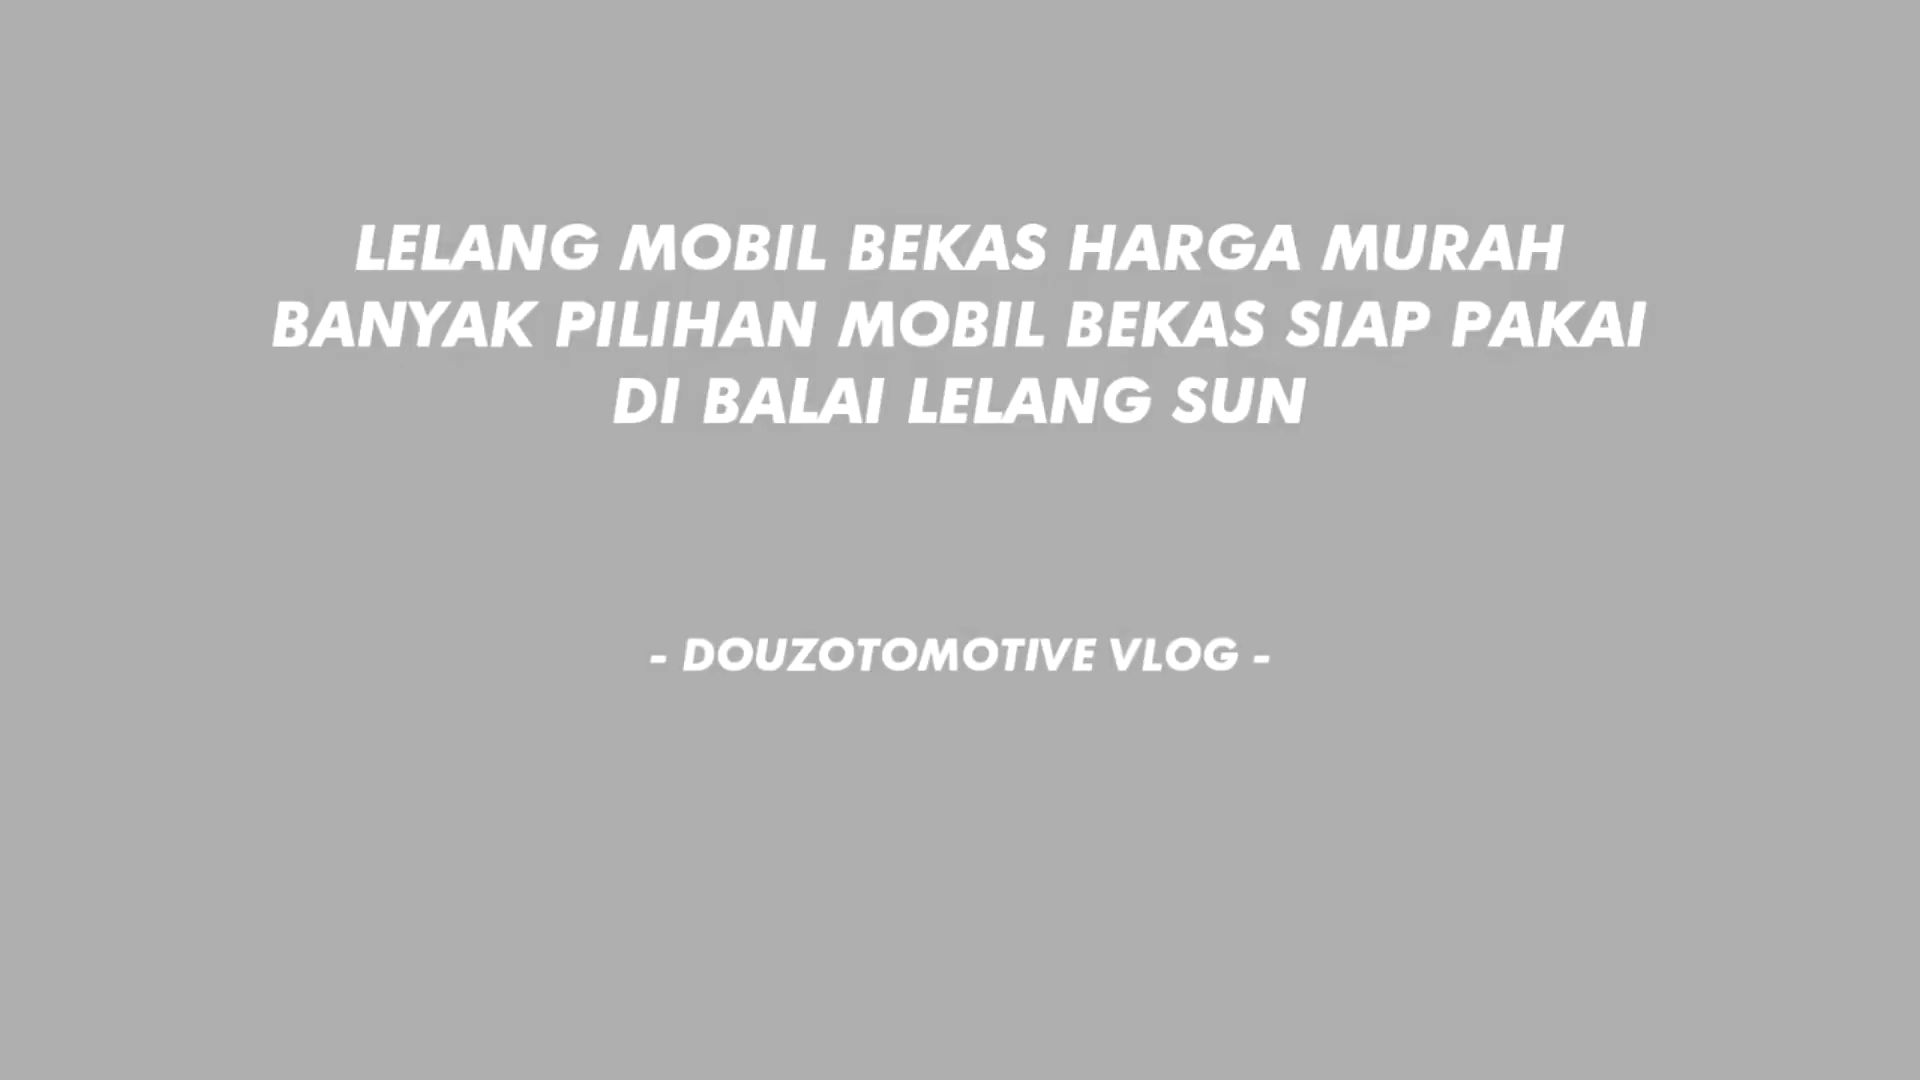 LELANG MOBIL BEKAS HARGA MURAH
BANYAK PILIHAN MOBIL BEKAS SIAP PAKAI
DI BALAI LELANG SUN
- DOUZOTOMOTIVE VLOG -